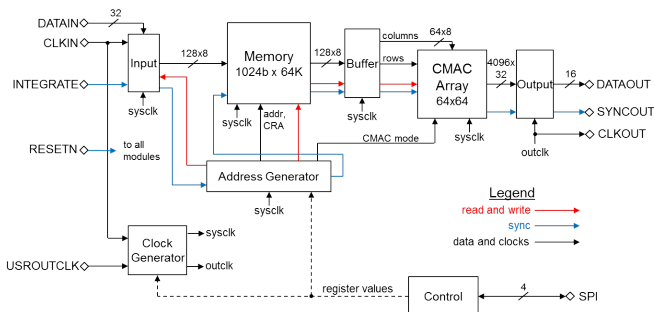 DATAIN
32
CLKIN
Input
128x8
Memory
1024b x 64K
128x8
Buffer
columns
64x8
rows
CMAC
Array
64x64
4096x
32
Output
16
DATAOUT
INTEGRATE
sysclk
sysclk
addr,
CRA
sysclk
sysclk
SYNCOUT
CLKOUT
outclk
RESETN
to all
modules
CMAC mode
Address Generator
sysclk
Legend
read and write
sync
data and clocks
Clock
Generator
sysclk
outclk
USROUTCLK
register values
Control
4
SPI